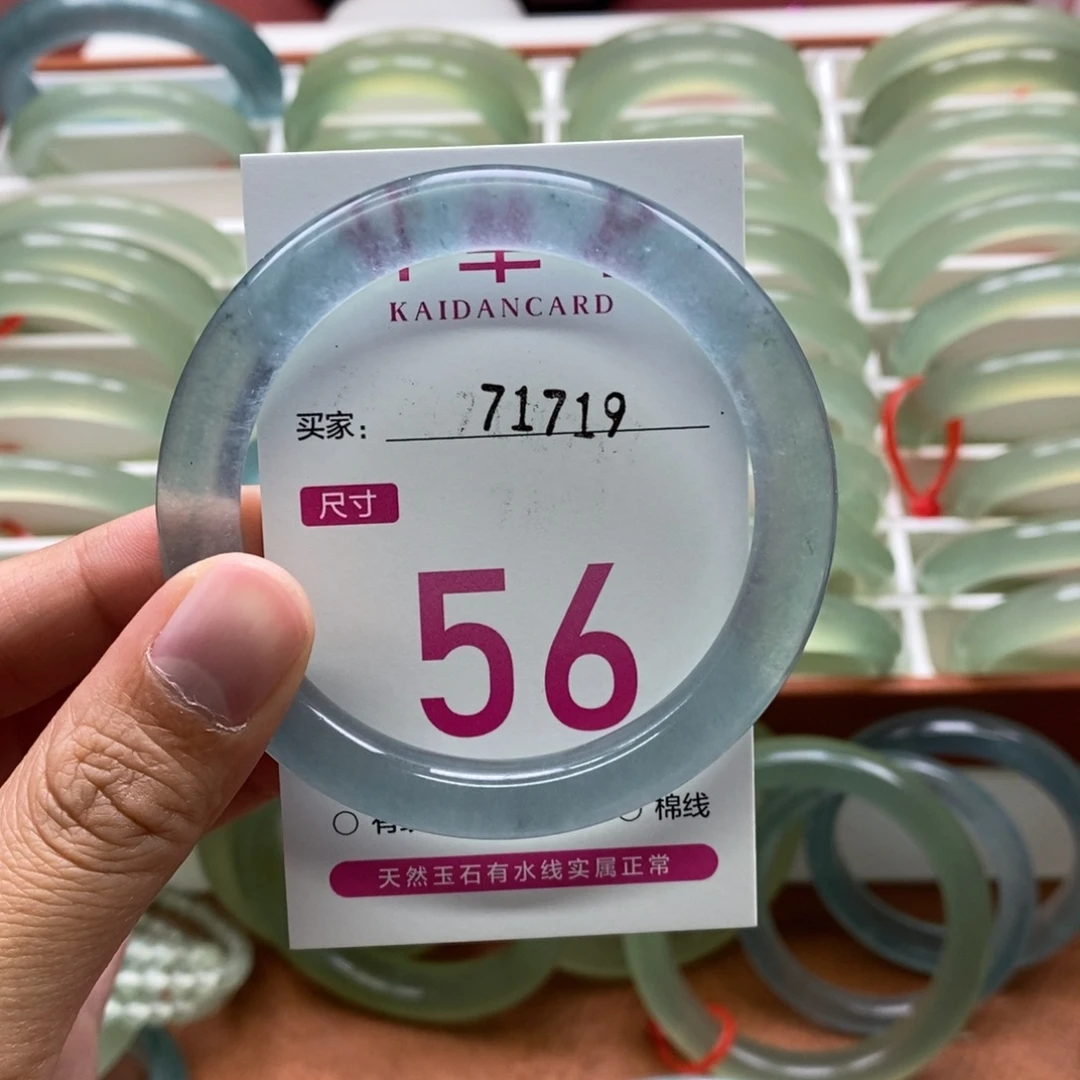 KAIDANCARD
买家: 71719
尺寸
56
棉线
天然玉石有水线实属正常